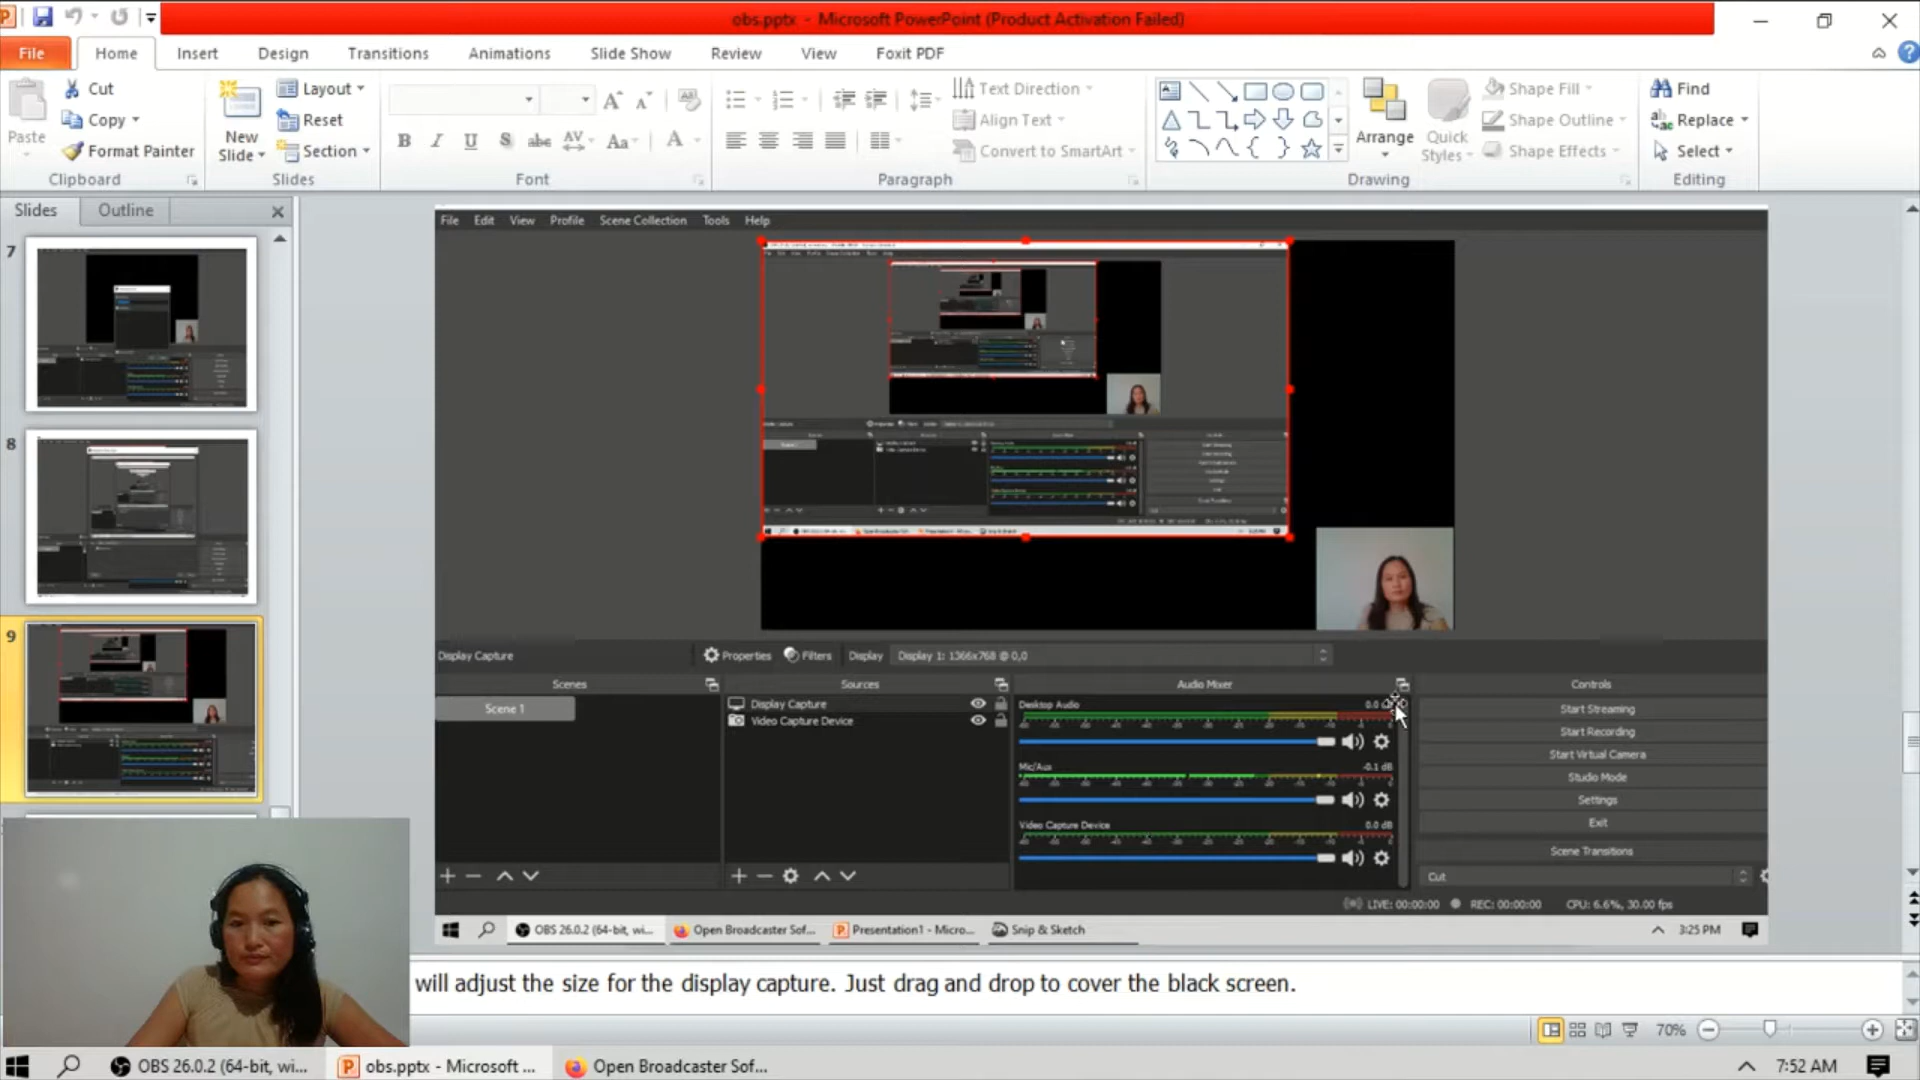 obs.pptx - Microsoft PowerPoint (Product Activation Failed)
File Home Insert Design Transitions Animations Slide Show Review View Foxit PDF
Paste
Cut
Copy
Format Painter
Clipboard
New
Slide
Layout
Reset
Section
Slides
Font
Text Direction
Align Text
Convert to SmartArt
Paragraph
Arrange
Quick
Styles
Shape Fill
Shape Outline
Shape Effects
Drawing
Find
Replace
Select
Editing
Slides Outline
7
8
9
File Edit View Profile Scene Collection Tools Help
Display Capture Properties Filters Display Display 1: 1366x768 @ 0,0
Scenes Sources Audio Mixer Controls
Scene 1
Display Capture
Video Capture Device
Desktop Audio
Mic/Aux -0.1 dB
Video Capture Device 0.0 dB
Start Streaming
Start Recording
Start Virtual Camera
Studio Mode
Settings
Exit
Scene Transitions
Cut
LIVE: 00:00:00 REC: 00:00:00 CPU: 6.6%, 30.00 fps
OBS 26.0.2 (64-bit, wi... Open Broadcaster Sof... Presentation1 - Micro... Snip & Sketch 3:25 PM
will adjust the size for the display capture. Just drag and drop to cover the black screen.
70%
OBS 26.0.2 (64-bit, wi... obs.pptx - Microsoft ... Open Broadcaster Sof... 7:52 AM